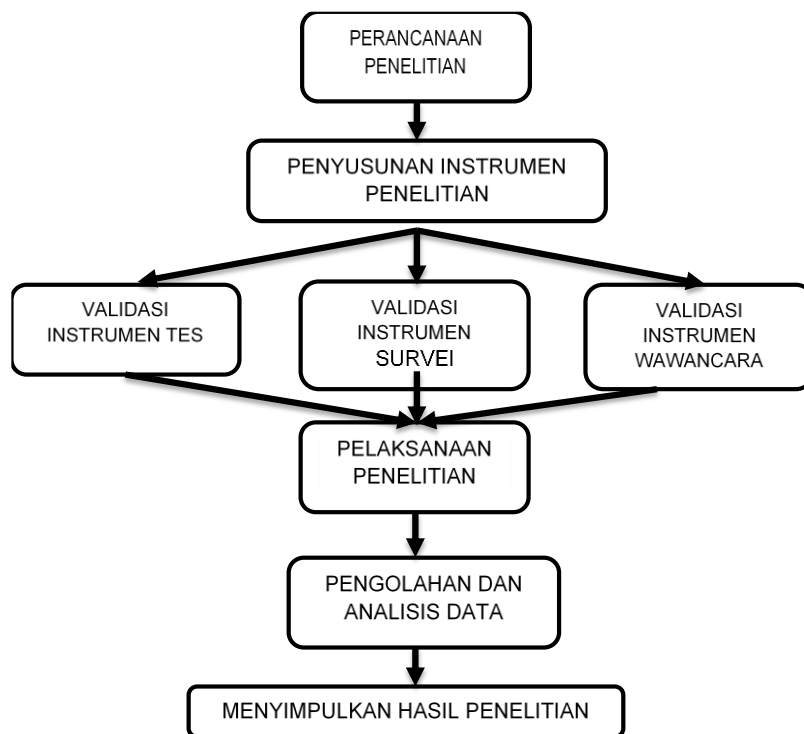 PERANCANAAN
PENELITIAN
PENYUSUNAN INSTRUMEN
PENELITIAN
VALIDASI
INSTRUMEN TES
VALIDASI
INSTRUMEN
SURVEI
VALIDASI
INSTRUMEN
WAWANCARA
PELAKSANAAN
PENELITIAN
PENGOLAHAN DAN
ANALISIS DATA
MENYIMPULKAN HASIL PENELITIAN